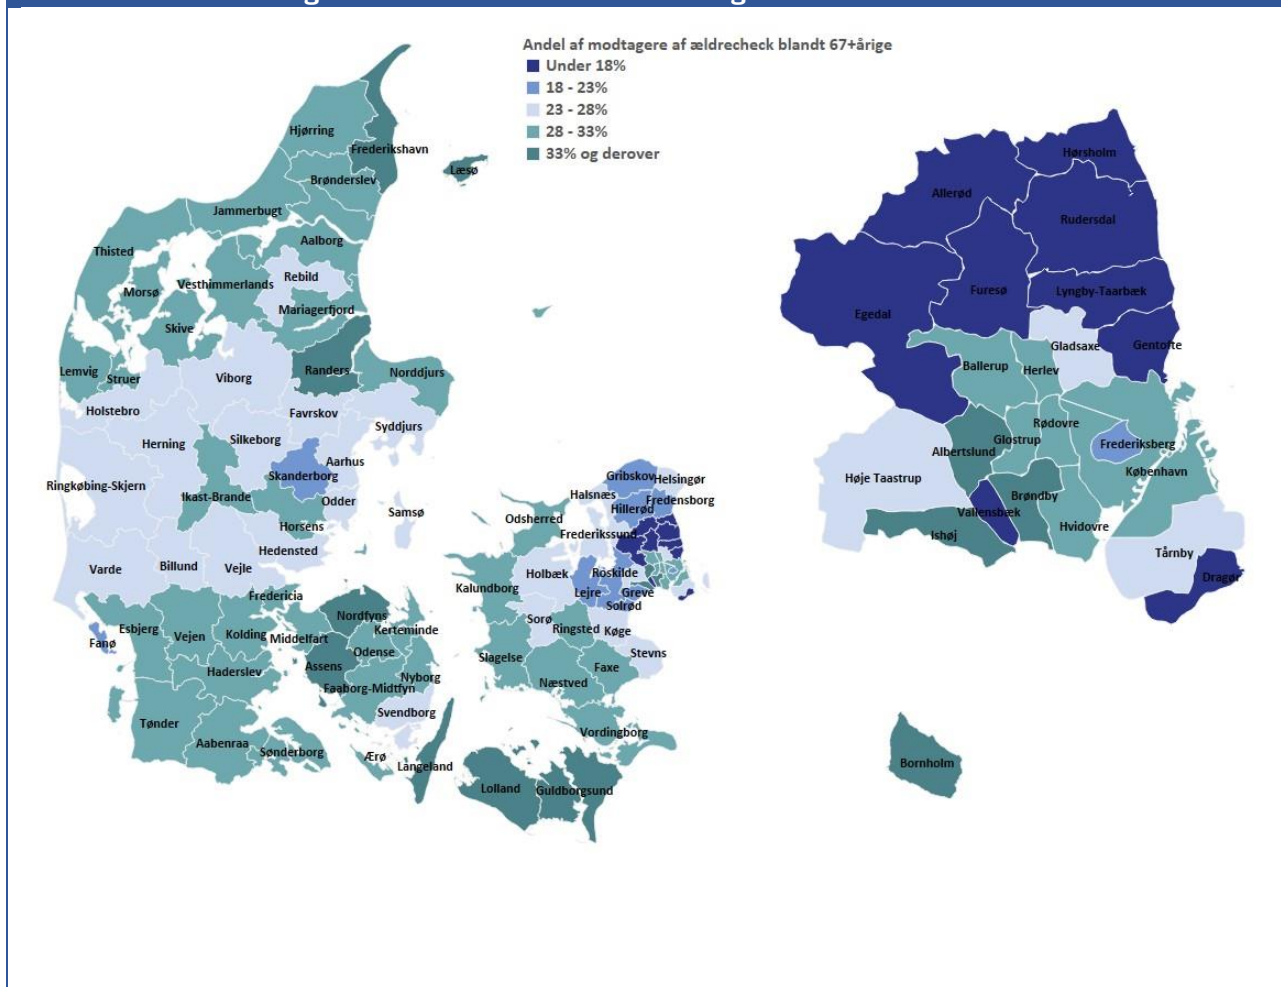 Andel af modtagere af ældrecheck blandt 67+årige
Under 18%
18 - 23%
23 - 28%
28 - 33%
33% og derover
Hjørring
Frederikshavn
Læsø
Brønderslev
Jammerbugt
Aalborg
Thisted
Rebild
Vesthimmerlands
Morsø
Mariagerfjord
Skive
Lemvig
Struer
Viborg
Randers
Norddjurs
Holstebro
Favrskov
Syddjurs
Herning
Silkeborg
Aarhus
Skanderborg
Ringkøbing-Skjern
Ikast-Brande
Odder
Samsø
Horsens
Hedensted
Varde
Billund
Vejle
Fredericia
Esbjerg
Fanø
Vejen
Kolding
Middelfart
Nordfyns
Kerteminde
Odense
Assens
Haderslev
Nyborg
Faaborg-Midtfyn
Svendborg
Tønder
Aabenraa
Sønderborg
Ærø
Langeland
Gribskov
Helsingør
Halsnæs
Fredensborg
Hillerød
Odsherred
Frederikssund
Holbæk
Roskilde
Kalundborg
Lejre
Greve
Solrød
Sorø
Ringsted
Køge
Stevns
Slagelse
Faxe
Næstved
Vordingborg
Lolland
Guldborgsund
Hørsholm
Allerød
Rudersdal
Furesø
Lyngby-Taarbæk
Egedal
Gladsaxe
Gentofte
Ballerup
Herlev
Rødovre
Glostrup
Frederiksberg
Albertslund
København
Høje Taastrup
Brøndby
Vallensbæk
Hvidovre
Ishøj
Tårnby
Dragør
Bornholm